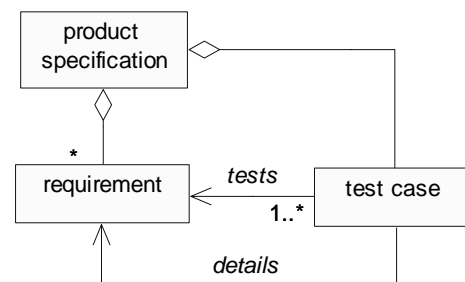 product
specification
*
requirement
tests
test case
1..*
details